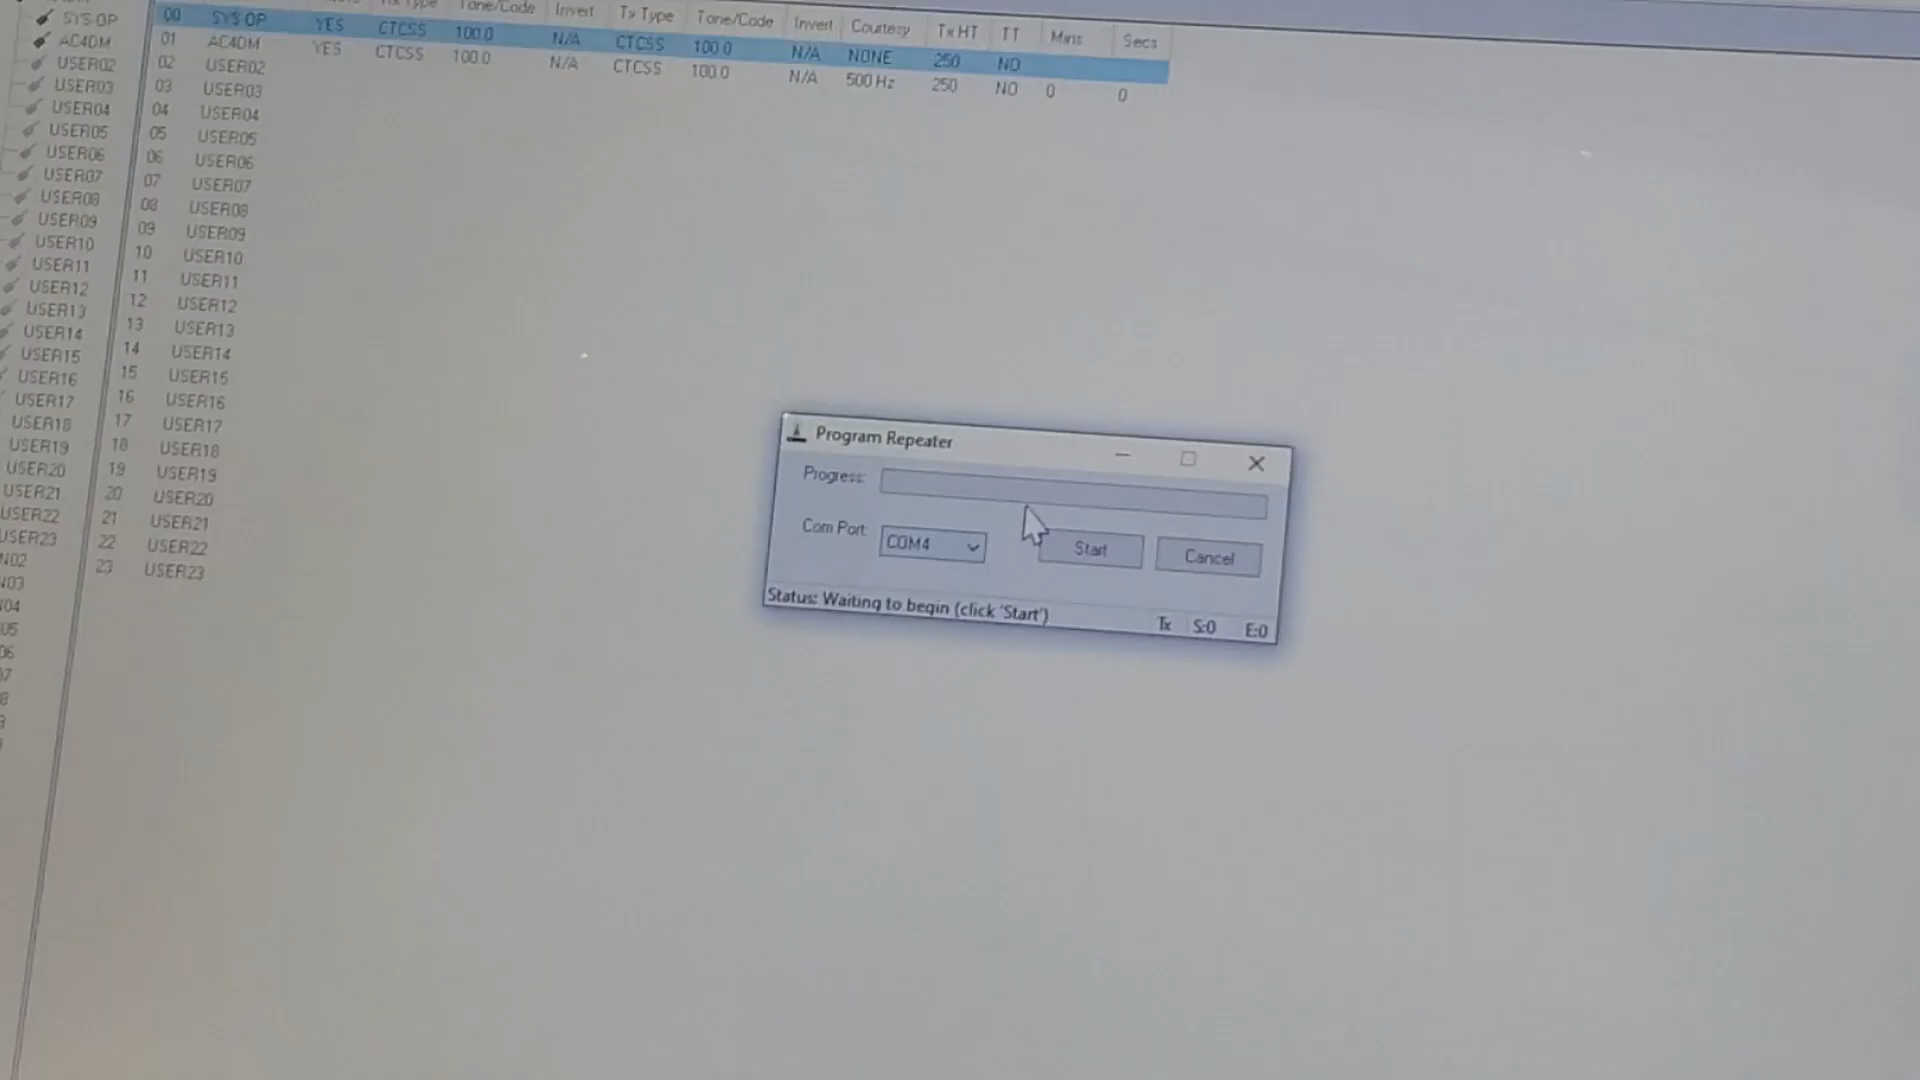 Tone/Code Invert Tx Type Tone/Code Invert Courtesy Tx HT TT Mins Secs
SYS-OP
AC4DM
USER02
USER03
USER04
USER05
USER06
USER07
USER08
USER09
USER10
USER11
USER12
USER13
USER14
USER15
USER16
USER17
USER18
USER19
USER20
USER21
USER22
USER23
N02
N03
04
05
06
00 SYS-OP YES CTCSS 100.0 N/A CTCSS 100.0 N/A NONE 250 NO
01 AC4DM YES CTCSS 100.0 N/A CTCSS 100.0 N/A 500 Hz 250 NO 0 0
02 USER02
03 USER03
04 USER04
05 USER05
06 USER06
07 USER07
08 USER08
09 USER09
10 USER10
11 USER11
12 USER12
13 USER13
14 USER14
15 USER15
16 USER16
17 USER17
18 USER18
19 USER19
20 USER20
21 USER21
22 USER22
23 USER23
Program Repeater
Progress:
Com Port: COM4 Start Cancel
Status: Waiting to begin (click 'Start') Tx S:0 E:0